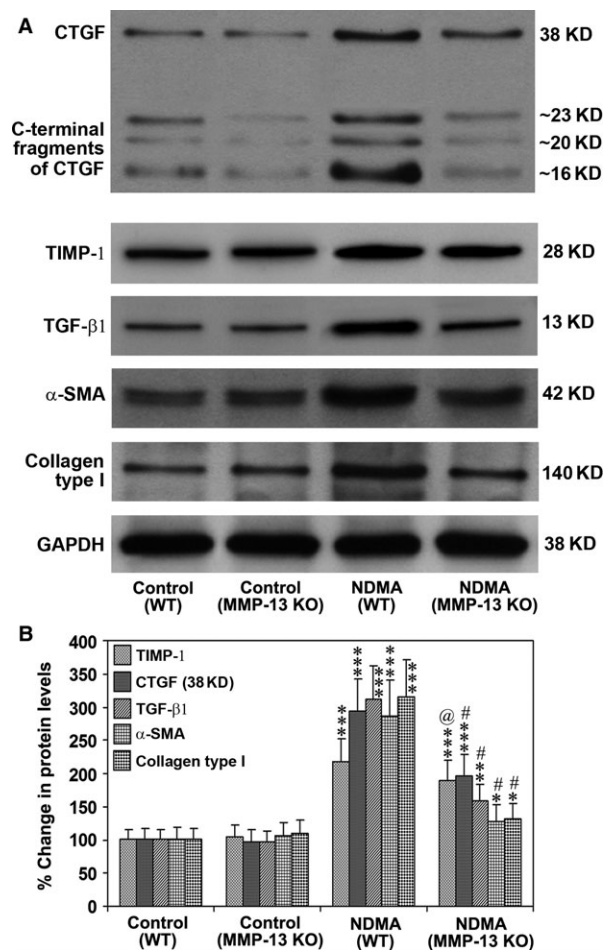 A
CTGF
38 KD
C-terminal
fragments
of CTGF
~23 KD
~20 KD
~16 KD
TIMP-1
28 KD
TGF-β1
13 KD
α-SMA
42 KD
Collagen
type I
140 KD
GAPDH
38 KD
Control
(WT)
Control
(MMP-13 KO)
NDMA
(WT)
NDMA
(MMP-13 KO)
B
% Change in protein levels
400
350
300
250
200
150
100
50
0
TIMP-1
CTGF (38 KD)
TGF-β1
α-SMA
Collagen type I
***
***
***
***
***
@
***
#
***
#
**
#
*
#
*
Control
(WT)
Control
(MMP-13 KO)
NDMA
(WT)
NDMA
(MMP-13 KO)